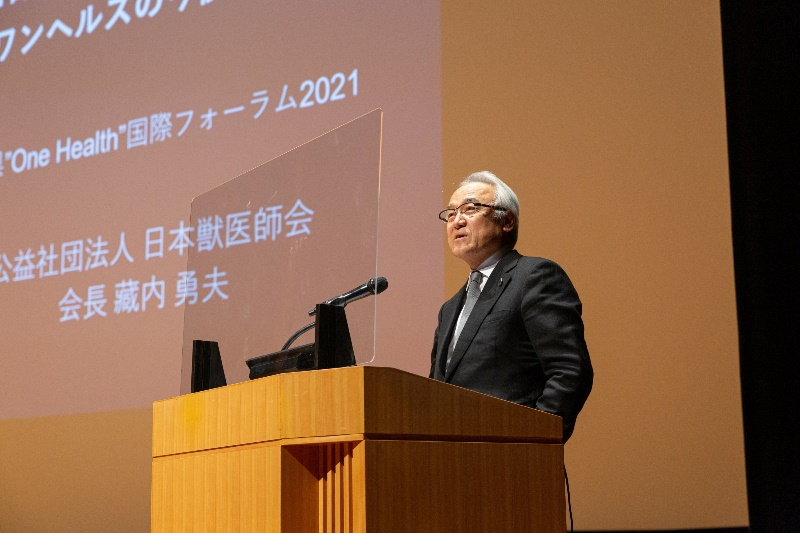 ワンヘルスの
"One Health"国際フォーラム2021
公益社団法人 日本獣医師会
会長 藏内 勇夫